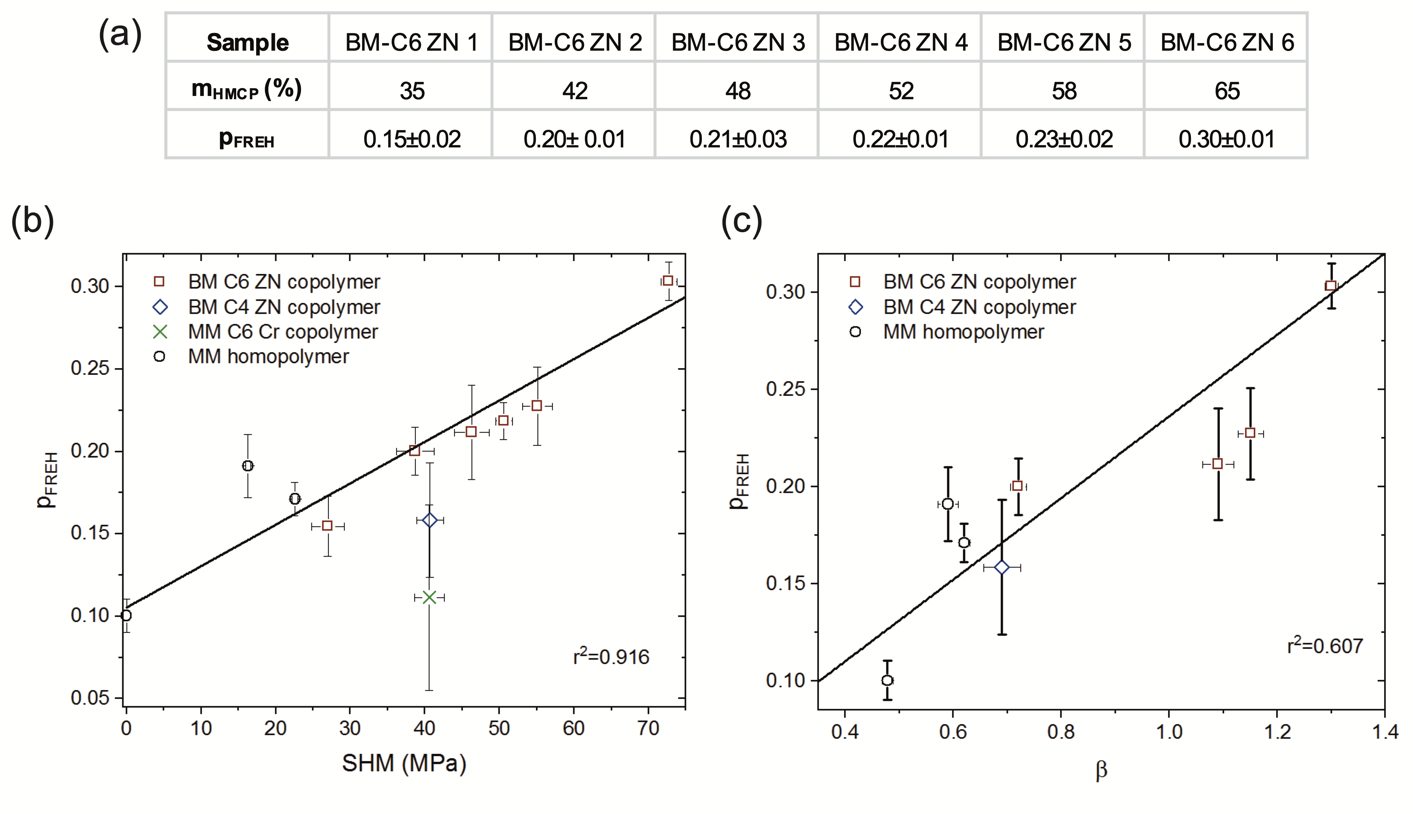 (a)
Sample BM-C6 ZN 1 BM-C6 ZN 2 BM-C6 ZN 3 BM-C6 ZN 4 BM-C6 ZN 5 BM-C6 ZN 6
mHMCP (%) 35 42 48 52 58 65
pFREH 0.15±0.02 0.20± 0.01 0.21±0.03 0.22±0.01 0.23±0.02 0.30±0.01
(b)
BM C6 ZN copolymer
BM C4 ZN copolymer
MM C6 Cr copolymer
MM homopolymer
0.30
0.25
0.20
0.15
0.10
0.05
pFREH
r²=0.916
0 10 20 30 40 50 60 70
SHM (MPa)
(c)
BM C6 ZN copolymer
BM C4 ZN copolymer
MM homopolymer
0.30
0.25
0.20
0.15
0.10
pFREH
r²=0.607
0.4 0.6 0.8 1.0 1.2 1.4
β